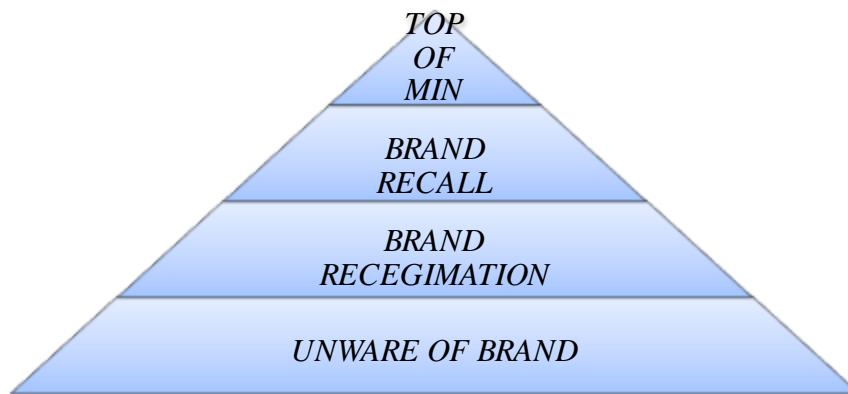 TOP
OF
MIN
BRAND
RECALL
BRAND
RECEGIMATION
UNWARE OF BRAND